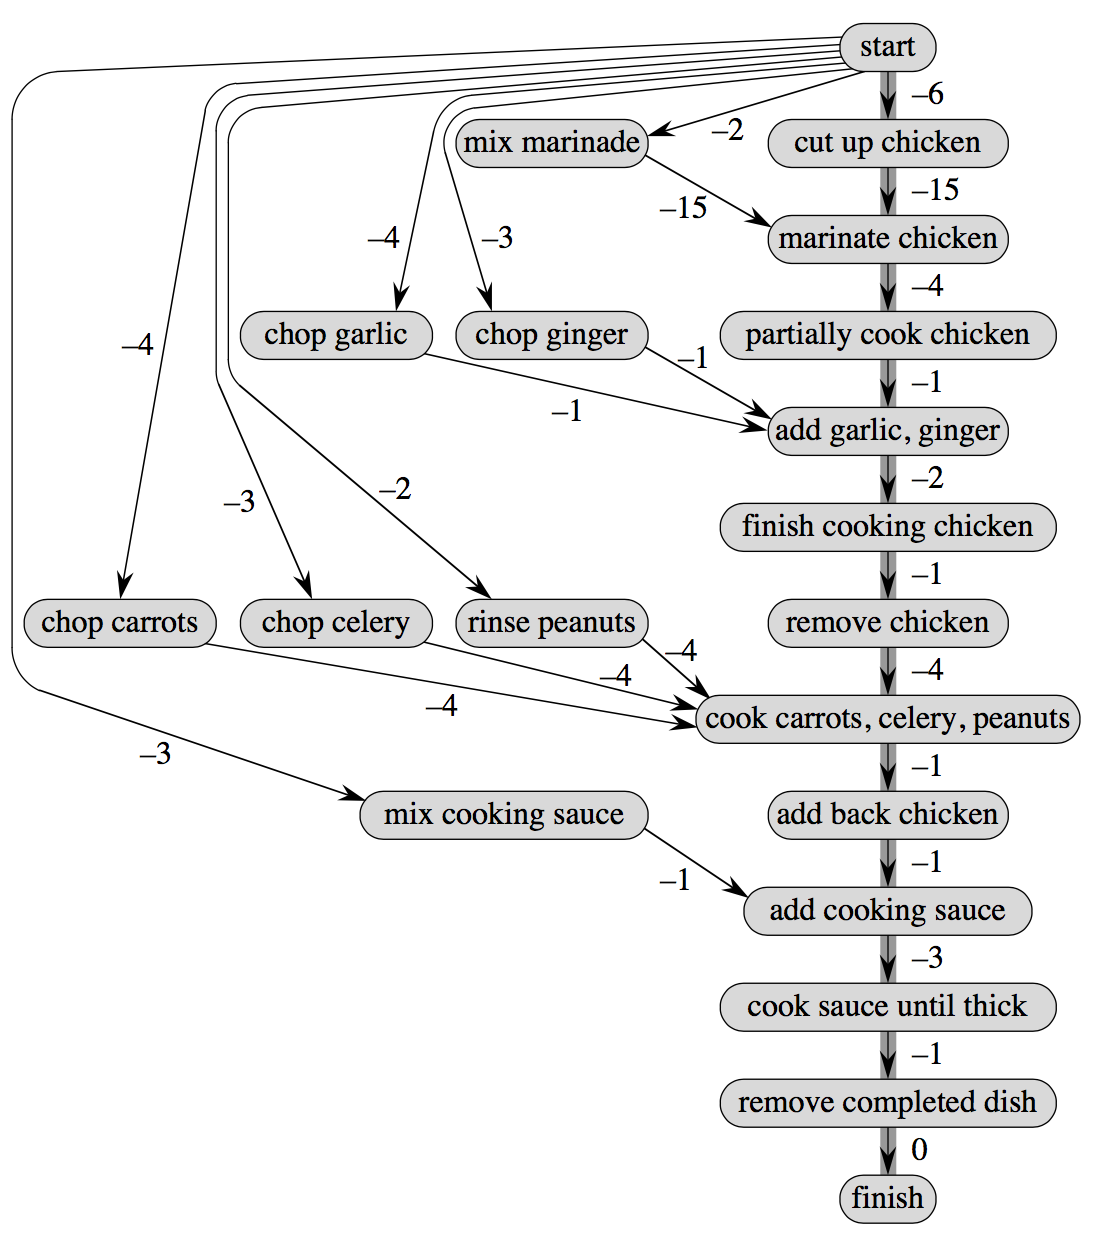 start
–6
mix marinade
–2
cut up chicken
–15
–15
marinate chicken
–4
–3
–4
chop garlic
chop ginger
partially cook chicken
–4
–1
–1
–1
add garlic, ginger
–2
–3
–2
finish cooking chicken
–1
chop carrots
chop celery
rinse peanuts
remove chicken
–4
–4
–4
–4
cook carrots, celery, peanuts
–3
–1
mix cooking sauce
add back chicken
–1
–1
add cooking sauce
–3
cook sauce until thick
–1
remove completed dish
0
finish